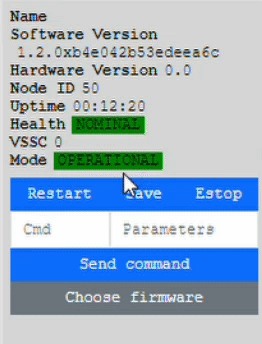 Name
Software Version
1.2.0xb4e042b53edeea6c
Hardware Version 0.0
Node ID 50
Uptime 00:12:20
Health NOMINAL
VSSC 0
Mode OPERATIONAL
Restart Save Estop
Cmd Parameters
Send command
Choose firmware